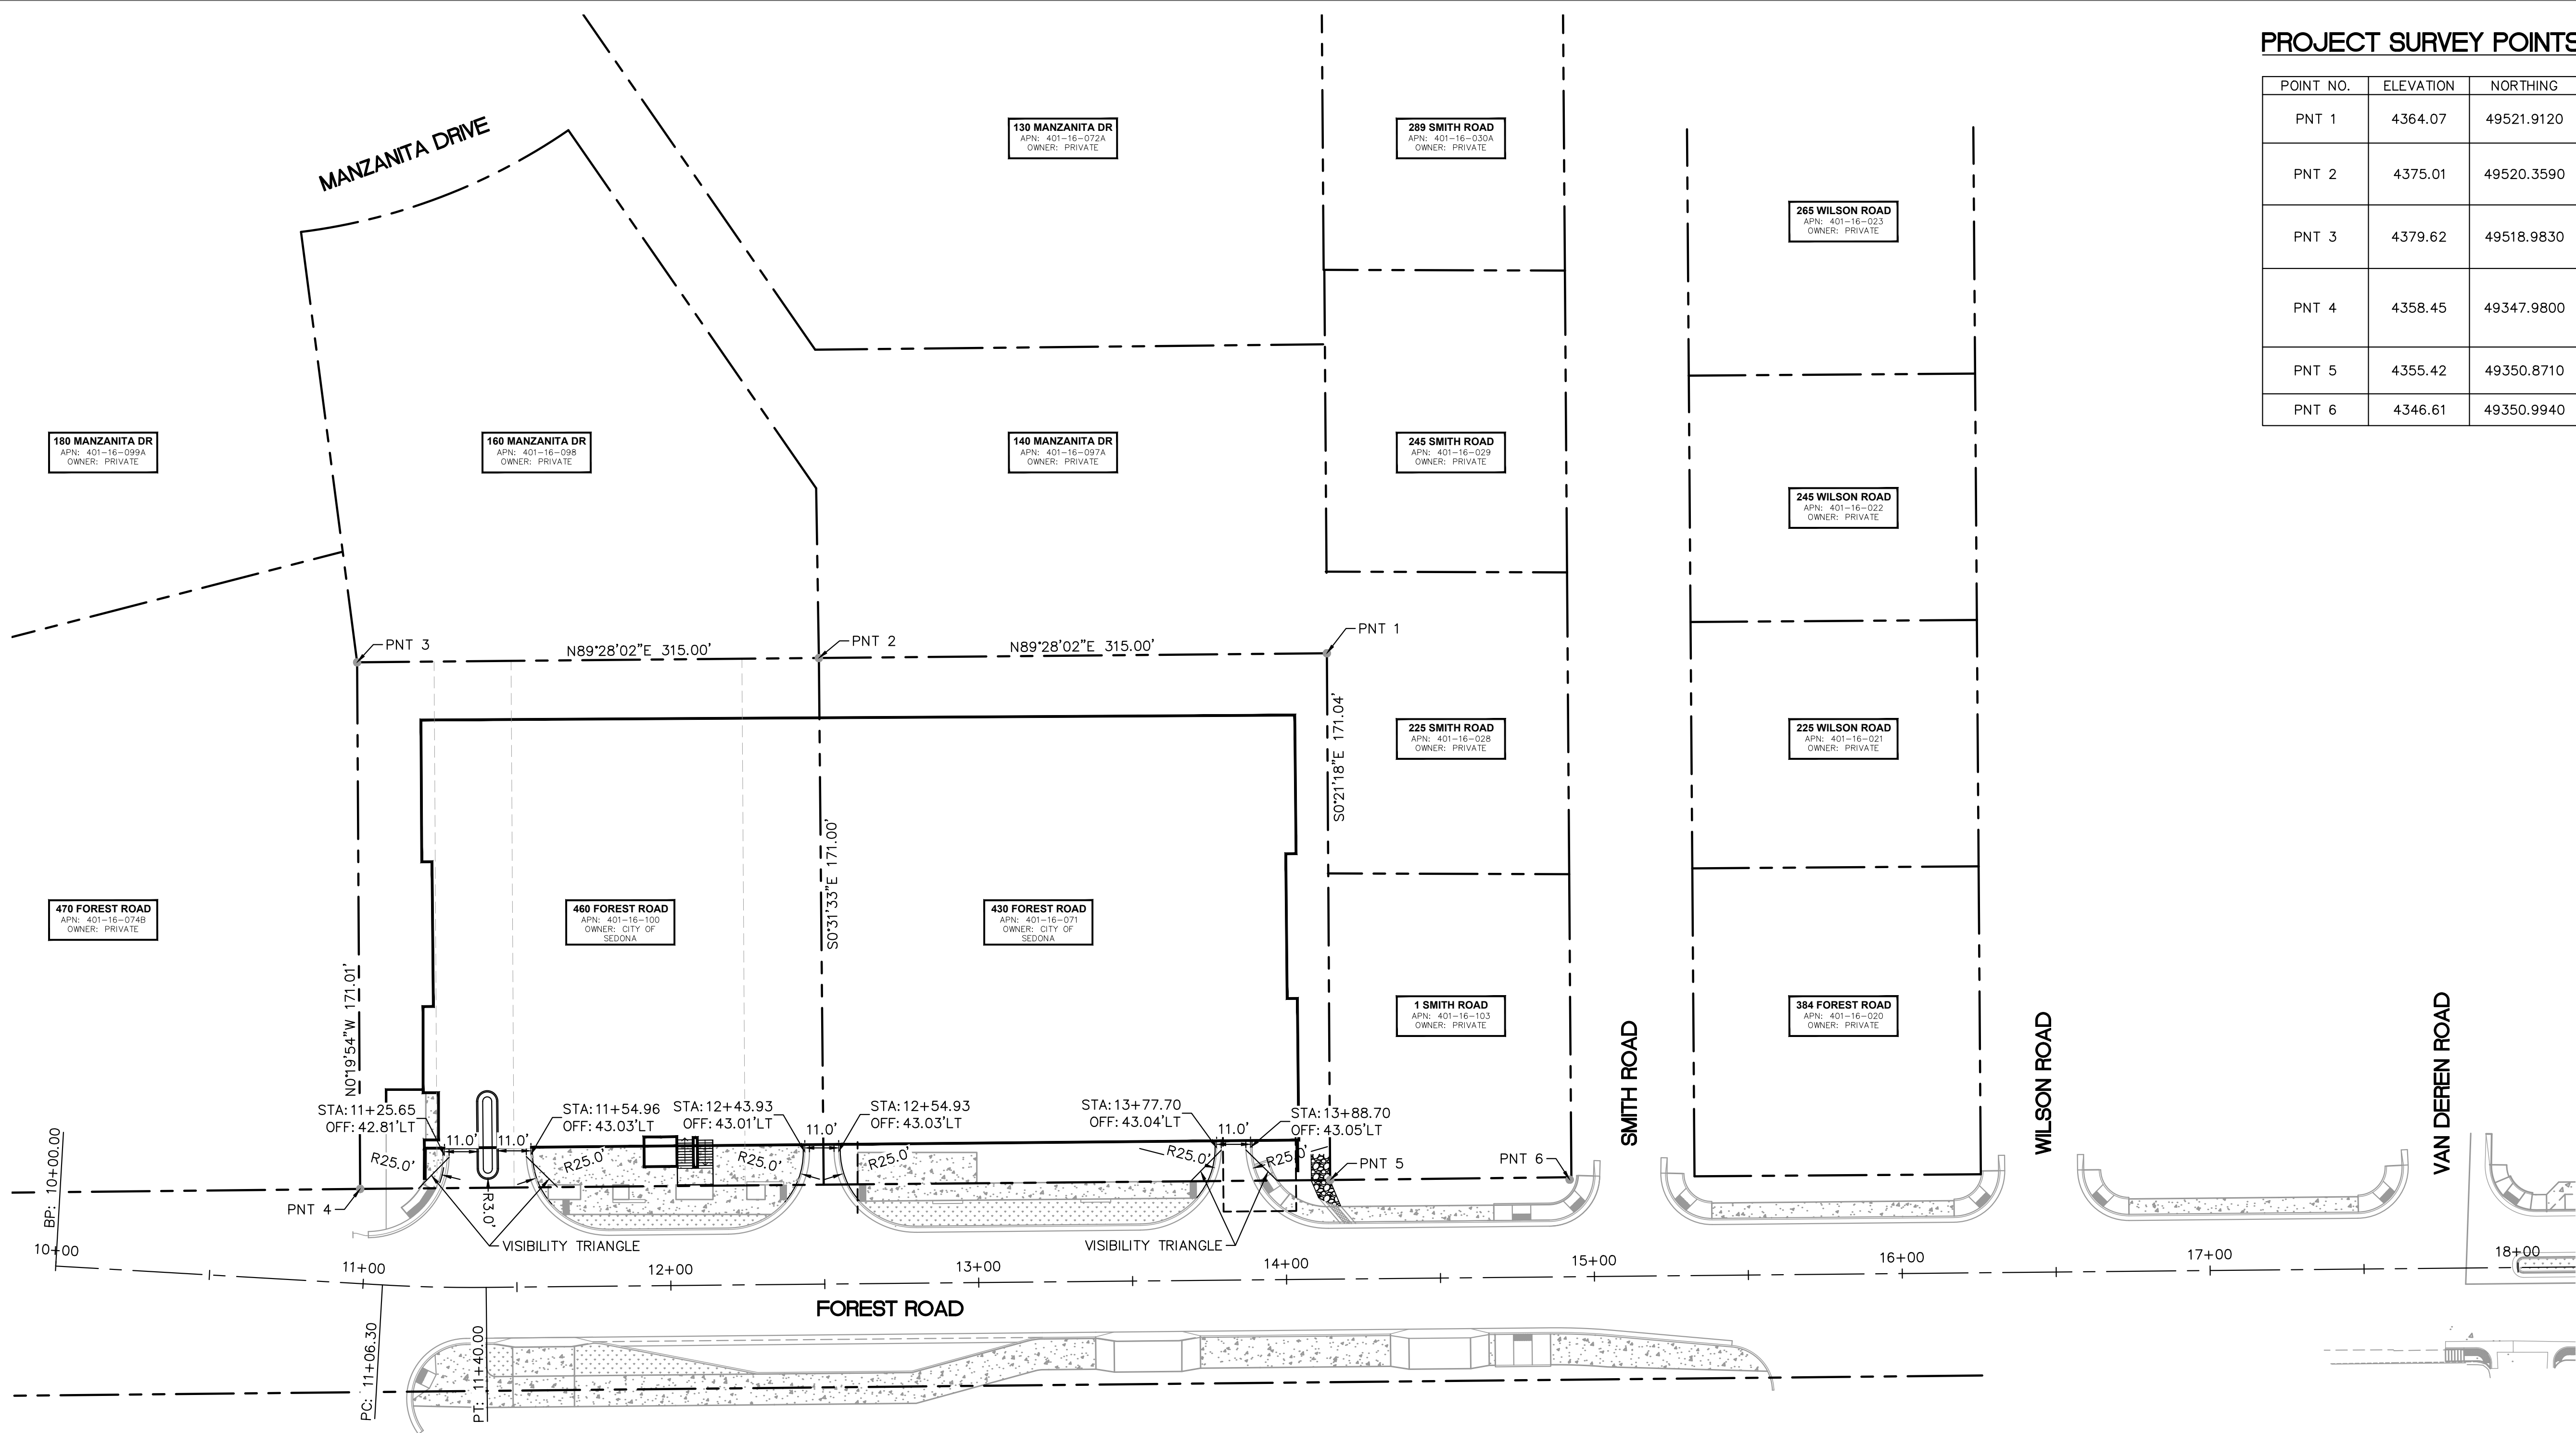 PROJECT SURVEY POINTS
POINT NO. ELEVATION NORTHING
PNT 1 4364.07 49521.9120
PNT 2 4375.01 49520.3590
PNT 3 4379.62 49518.9830
PNT 4 4358.45 49347.9800
PNT 5 4355.42 49350.8710
PNT 6 4346.61 49350.9940
MANZANITA DRIVE
130 MANZANITA DR
APN: 401-16-072A
OWNER: PRIVATE
289 SMITH ROAD
APN: 401-16-030A
OWNER: PRIVATE
265 WILSON ROAD
APN: 401-16-023
OWNER: PRIVATE
180 MANZANITA DR
APN: 401-16-099A
OWNER: PRIVATE
160 MANZANITA DR
APN: 401-16-098
OWNER: PRIVATE
140 MANZANITA DR
APN: 401-16-097A
OWNER: PRIVATE
245 SMITH ROAD
APN: 401-16-029
OWNER: PRIVATE
245 WILSON ROAD
APN: 401-16-022
OWNER: PRIVATE
PNT 3
N89°28'02"E 315.00'
PNT 2
N89°28'02"E 315.00'
PNT 1
S0°21'18"E 171.04'
225 SMITH ROAD
APN: 401-16-028
OWNER: PRIVATE
225 WILSON ROAD
APN: 401-16-021
OWNER: PRIVATE
470 FOREST ROAD
APN: 401-16-074B
OWNER: PRIVATE
N0°19'54"W 171.01'
460 FOREST ROAD
APN: 401-16-100
OWNER: CITY OF
SEDONA
S0°31'33"E 171.00'
430 FOREST ROAD
APN: 401-16-071
OWNER: CITY OF
SEDONA
1 SMITH ROAD
APN: 401-16-103
OWNER: PRIVATE
384 FOREST ROAD
APN: 401-16-020
OWNER: PRIVATE
SMITH ROAD
WILSON ROAD
VAN DEREN ROAD
STA: 11+25.65
OFF: 42.81'LT
STA: 11+54.96
OFF: 43.03'LT
STA: 12+43.93
OFF: 43.01'LT
STA: 12+54.93
OFF: 43.03'LT
STA: 13+77.70
OFF: 43.04'LT
STA: 13+88.70
OFF: 43.05'LT
11.0'
11.0'
11.0'
11.0'
R25.0'
R25.0'
R25.0'
R25.0'
R25.0'
R25.0'
R3.0'
PNT 4
PNT 5
PNT 6
VISIBILITY TRIANGLE
VISIBILITY TRIANGLE
BP: 10+00.00
10+00
11+00
12+00
13+00
14+00
15+00
16+00
17+00
18+00
FOREST ROAD
PC: 11+06.30
PT: 11+40.00